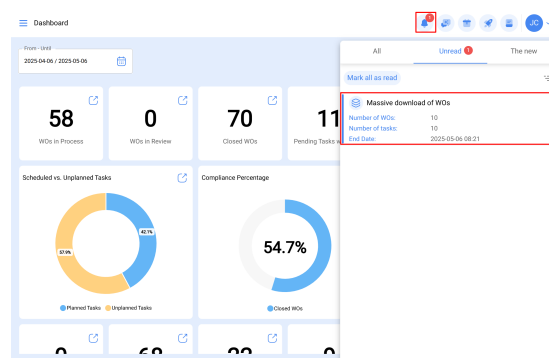 Dashboard
1
JC
From - Until
2025-04-06 / 2025-05-06
All
Unread 1
The new
Mark all as read
Massive download of WOs
Number of WOs: 10
Number of tasks: 10
End Date: 2025-05-06 08:21
58
WOs in Process
0
WOs in Review
70
Closed WOs
11
Pending Tasks
Scheduled vs. Unplanned Tasks
42.1%
57.9%
Planned Tasks
Unplanned Tasks
Compliance Percentage
54.7%
Closed WOs